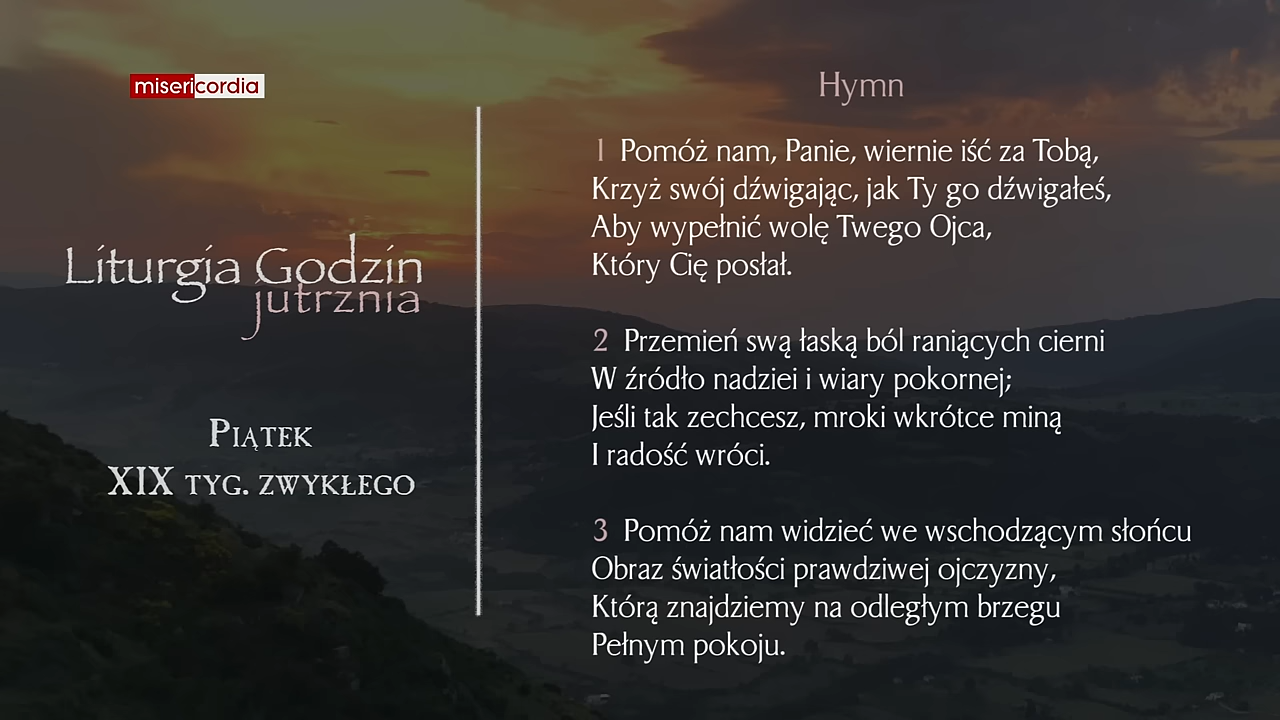 misericordia
Liturgia Godzin
jutrznia
Piątek
XIX tyg. zwykłego
Hymn
1 Pomóż nam, Panie, wiernie iść za Tobą,
Krzyż swój dźwigając, jak Ty go dźwigałeś,
Aby wypełnić wolę Twego Ojca,
Który Cię posłał.
2 Przemień swą łaską ból raniących cierni
W źródło nadziei i wiary pokornej;
Jeśli tak zechcesz, mroki wkrótce miną
I radość wróci.
3 Pomóż nam widzieć we wschodzącym słońcu
Obraz światłości prawdziwej ojczyzny,
Którą znajdziemy na odległym brzegu
Pełnym pokoju.